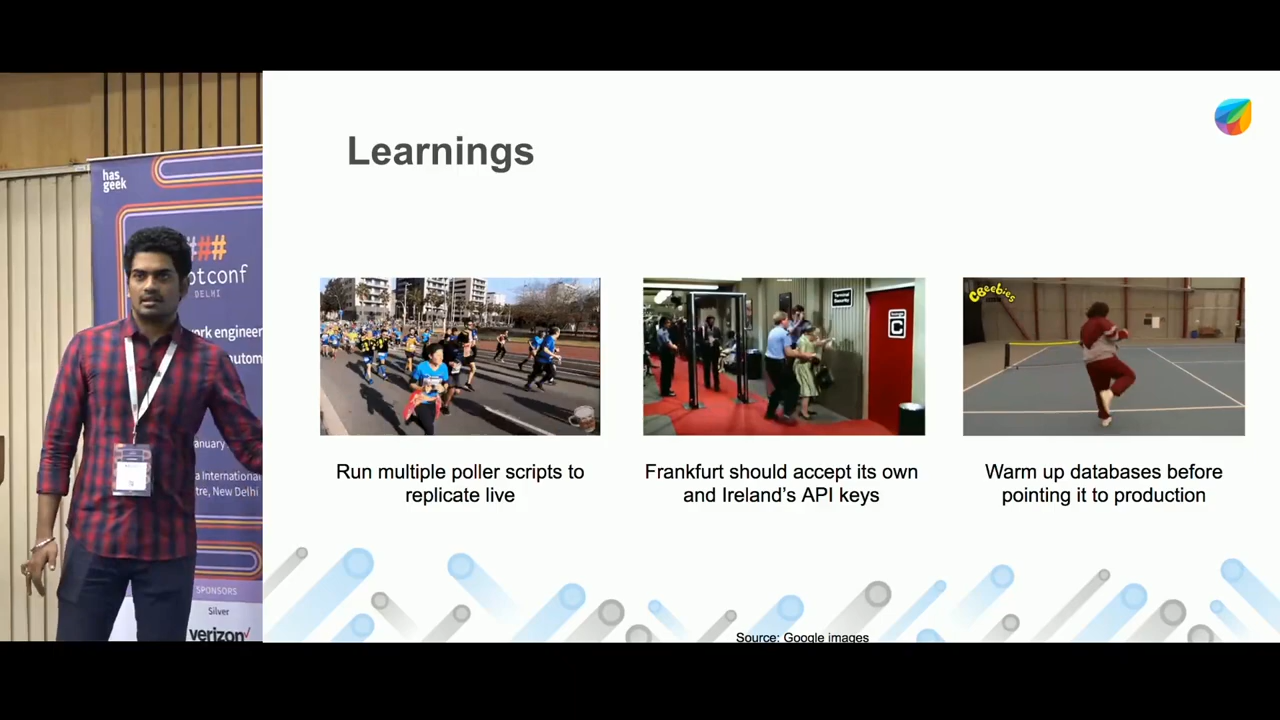 Learnings
has
geek
###
otconf
DELHI
work engineer
autom
anuary
a International
tre, New Delhi
SPONSORS
Silver
verizon
CBeebies
C
Run multiple poller scripts to
replicate live
Frankfurt should accept its own
and Ireland's API keys
Warm up databases before
pointing it to production
Source: Google images